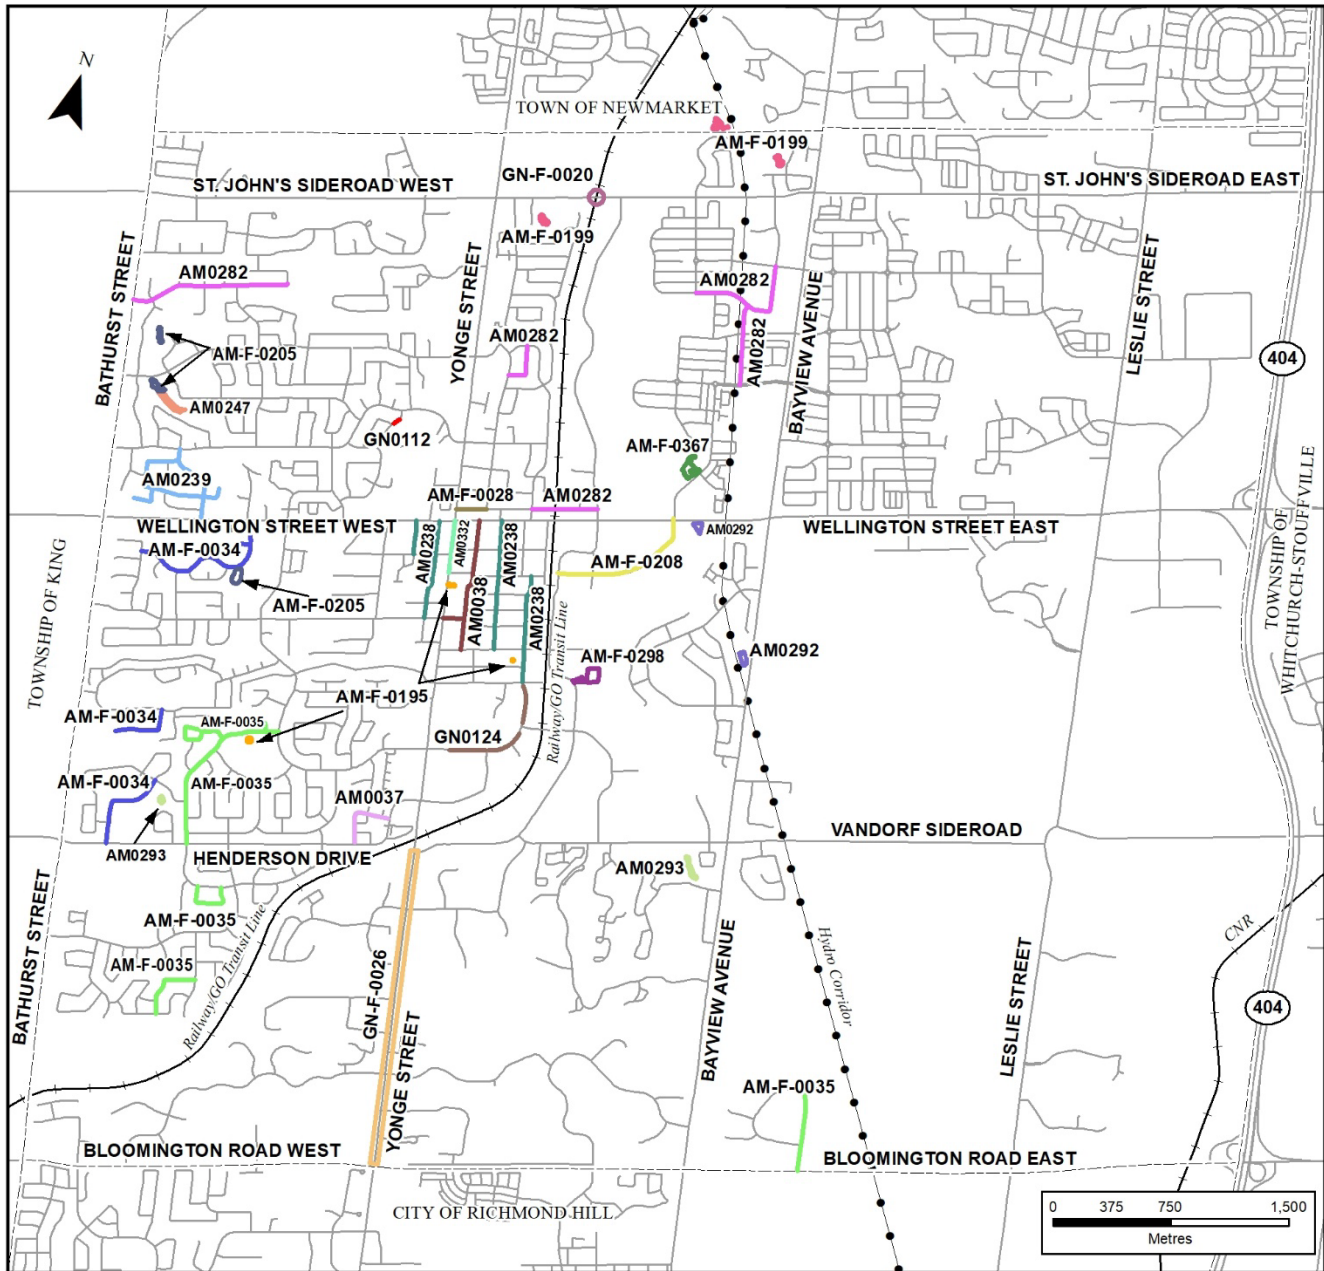 N
TOWN OF NEWMARKET
AM-F-0199
GN-F-0020
ST. JOHN'S SIDEROAD WEST
ST. JOHN'S SIDEROAD EAST
AM-F-0199
BATHURST STREET
YONGE STREET
BAYVIEW AVENUE
LESLIE STREET
AM0282
AM0282
AM0282
AM0282
404
AM-F-0205
AM0247
GN0112
AM-F-0367
AM0239
AM-F-0028
AM0282
WELLINGTON STREET WEST
WELLINGTON STREET EAST
AM0292
AM-F-0034
AM0238
AM0332
AM0038
AM0238
AM0238
AM-F-0208
AM-F-0205
TOWNSHIP OF KING
TOWNSHIP OF
WHITCHURCH-STOUFFVILLE
Railway/GO Transit Line
AM-F-0298
AM0292
AM-F-0195
AM-F-0034
AM-F-0035
GN0124
AM-F-0034
AM-F-0035
AM0037
AM0293
HENDERSON DRIVE
VANDORF SIDEROAD
AM0293
AM-F-0035
BATHURST STREET
Railway/GO Transit Line
AM-F-0035
GN-F-0026
YONGE STREET
BAYVIEW AVENUE
Hydro Corridor
LESLIE STREET
CNR
404
AM-F-0035
BLOOMINGTON ROAD WEST
BLOOMINGTON ROAD EAST
CITY OF RICHMOND HILL
0 375 750 1,500
Metres